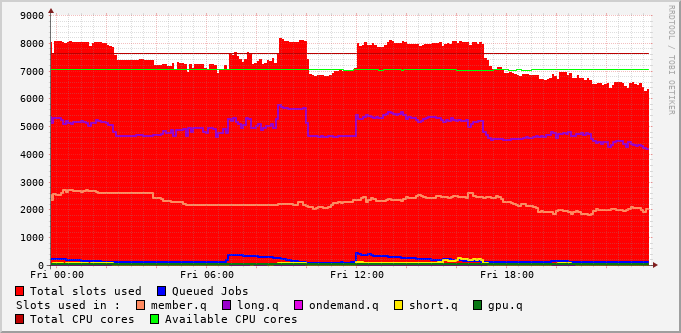 RRDTOOL / TOBI OETIKER
9000
8000
7000
6000
5000
4000
3000
2000
1000
0
Fri 00:00 Fri 06:00 Fri 12:00 Fri 18:00
Total slots used Queued Jobs
Slots used in : member.q long.q ondemand.q short.q gpu.q
Total CPU cores Available CPU cores